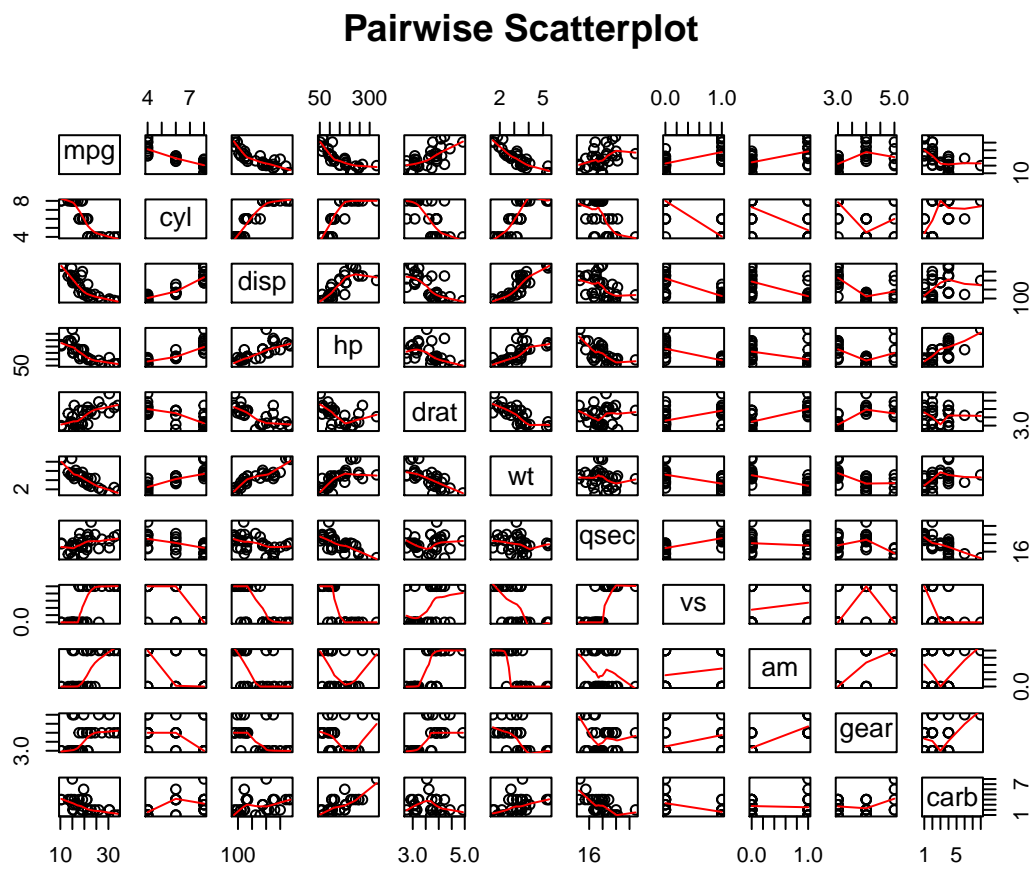 Pairwise Scatterplot
4 7 50 300 2 5 0.0 1.0 3.0 5.0
mpg 10
8 4 cyl
disp 100
50 hp
drat 3.0
2 wt
qsec 16
0.0 vs
am 0.0
3.0 gear
carb 7 1
10 30 100 3.0 5.0 16 0.0 1.0 1 5